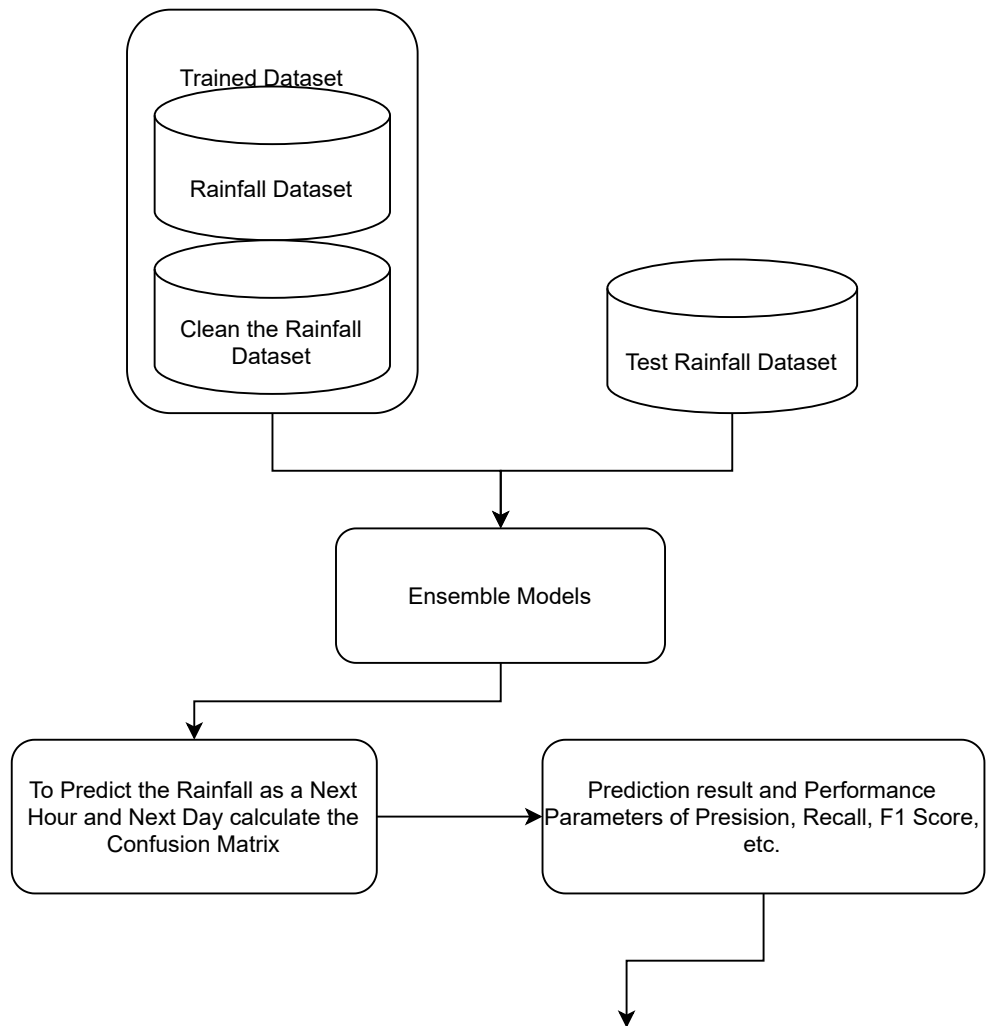 Trained Dataset
Rainfall Dataset
Clean the Rainfall
Dataset
Test Rainfall Dataset
Ensemble Models
To Predict the Rainfall as a Next
Hour and Next Day calculate the
Confusion Matrix
Prediction result and Performance
Parameters of Presision, Recall, F1 Score,
etc.